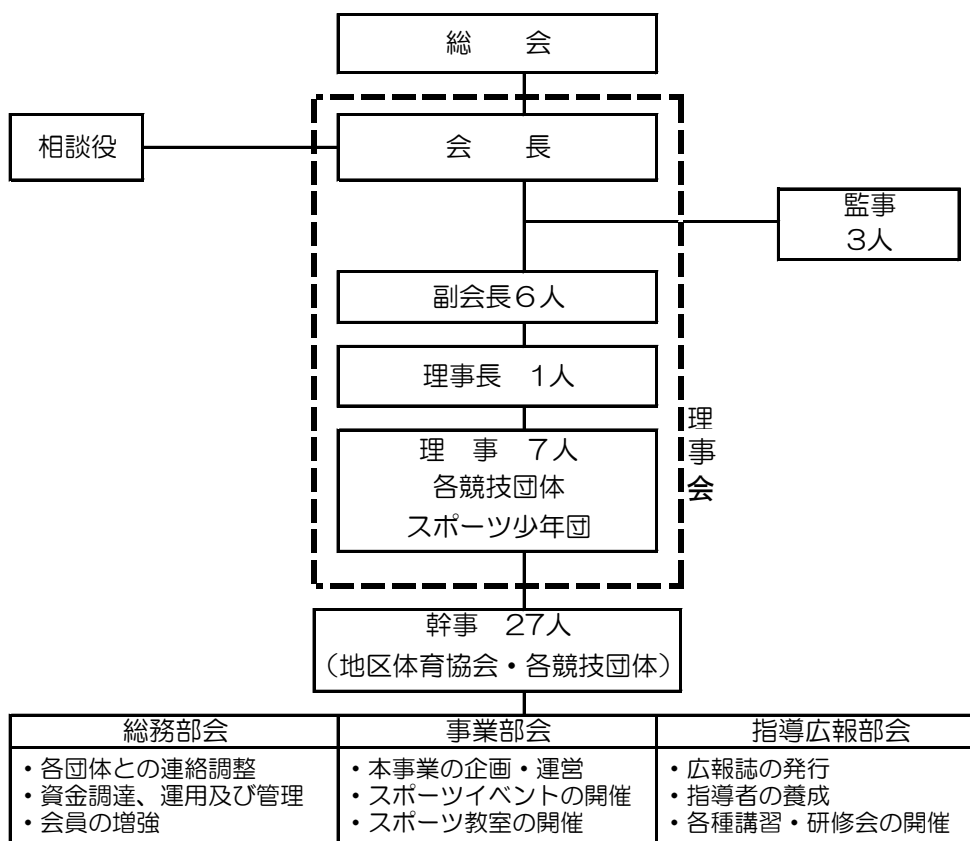 総　会
相談役
会　長
監事
3人
副会長6人
理事長　1人
理　事　7人
各競技団体
スポーツ少年団
理
事
会
幹事　27人
（地区体育協会・各競技団体）
総務部会
・各団体との連絡調整
・資金調達、運用及び管理
・会員の増強
事業部会
・本事業の企画・運営
・スポーツイベントの開催
・スポーツ教室の開催
指導広報部会
・広報誌の発行
・指導者の養成
・各種講習・研修会の開催